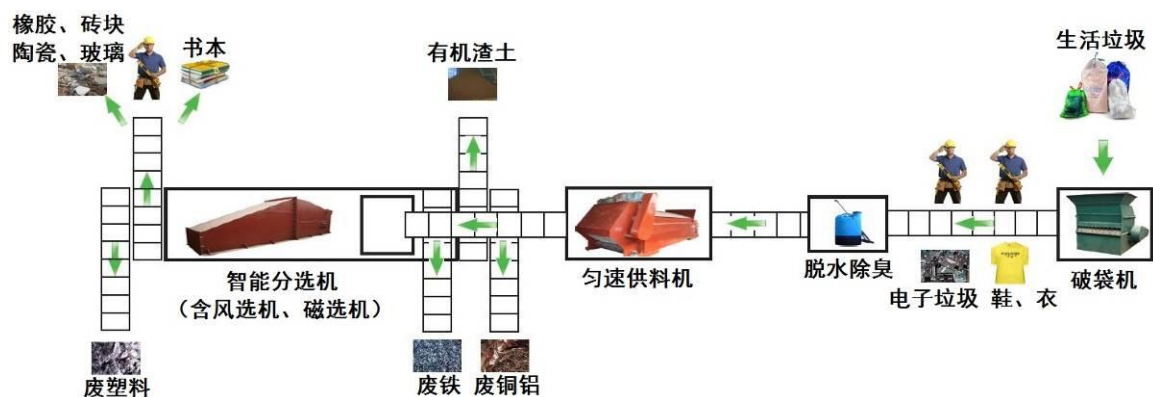 橡胶、砖块
陶瓷、玻璃
书本
有机渣土
生活垃圾
智能分选机
（含风选机、磁选机）
匀速供料机
脱水除臭
电子垃圾
鞋、衣
破袋机
废塑料
废铁
废铜铝